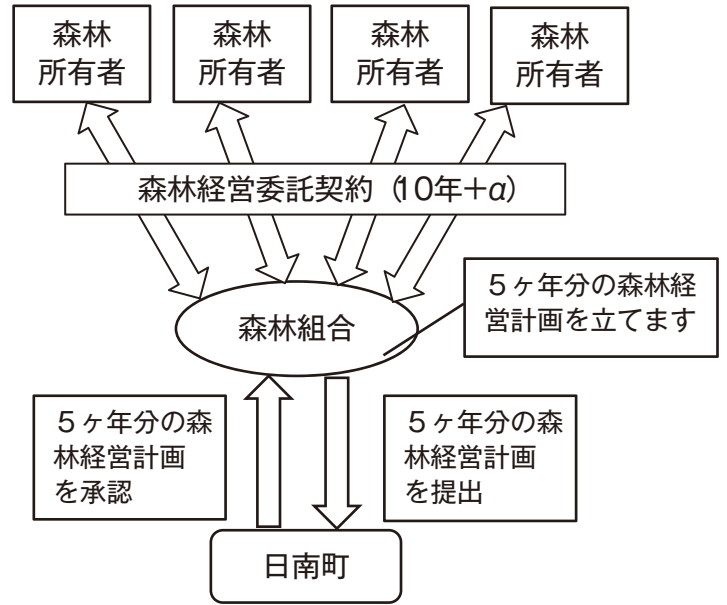 森林
所有者
森林
所有者
森林
所有者
森林
所有者
森林経営委託契約（10年＋α）
５ヶ年分の森林経
営計画を立てます
森林組合
５ヶ年分の森
林経営計画
を承認
５ヶ年分の森
林経営計画
を提出
日南町